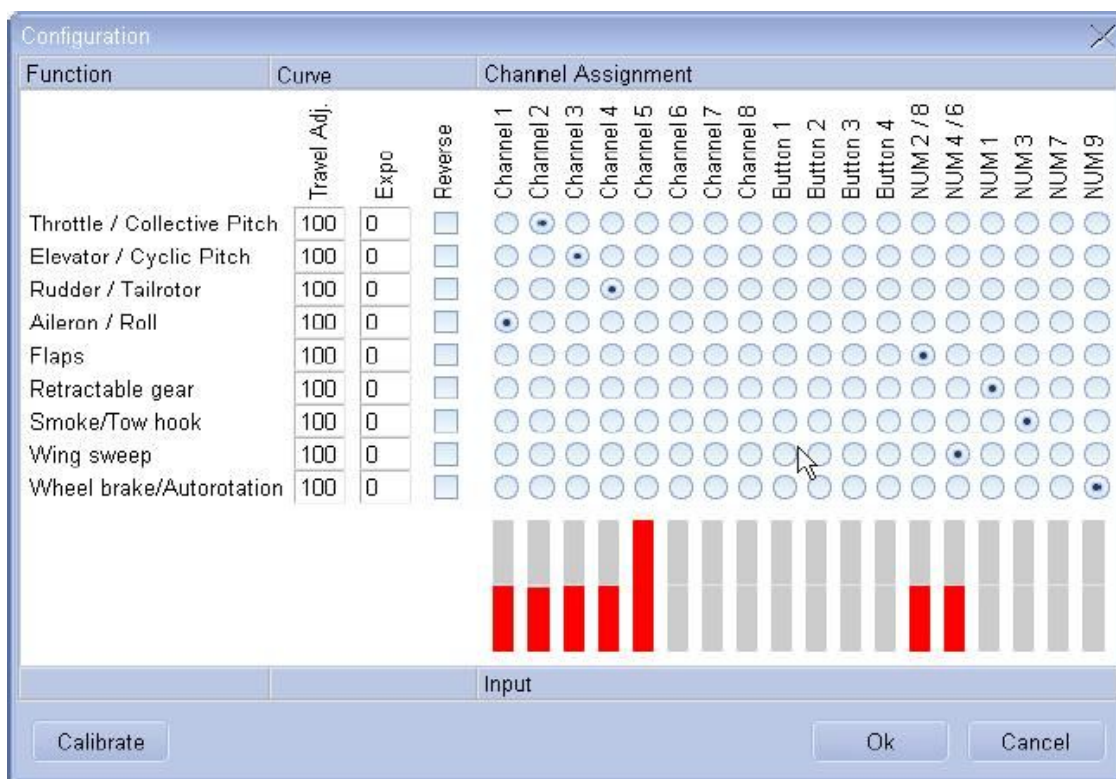 Configuration
Function Curve Channel Assignment
Travel Adj. Expo Reverse Channel 1 Channel 2 Channel 3 Channel 4 Channel 5 Channel 6 Channel 7 Channel 8 Button 1 Button 2 Button 3 Button 4 NUM 2 / 8 NUM 4 / 6 NUM 1 NUM 3 NUM 7 NUM 9
Throttle / Collective Pitch 100 0
Elevator / Cyclic Pitch 100 0
Rudder / Tailrotor 100 0
Aileron / Roll 100 0
Flaps 100 0
Retractable gear 100 0
Smoke/Tow hook 100 0
Wing sweep 100 0
Wheel brake/Autorotation 100 0
Input
Calibrate Ok Cancel